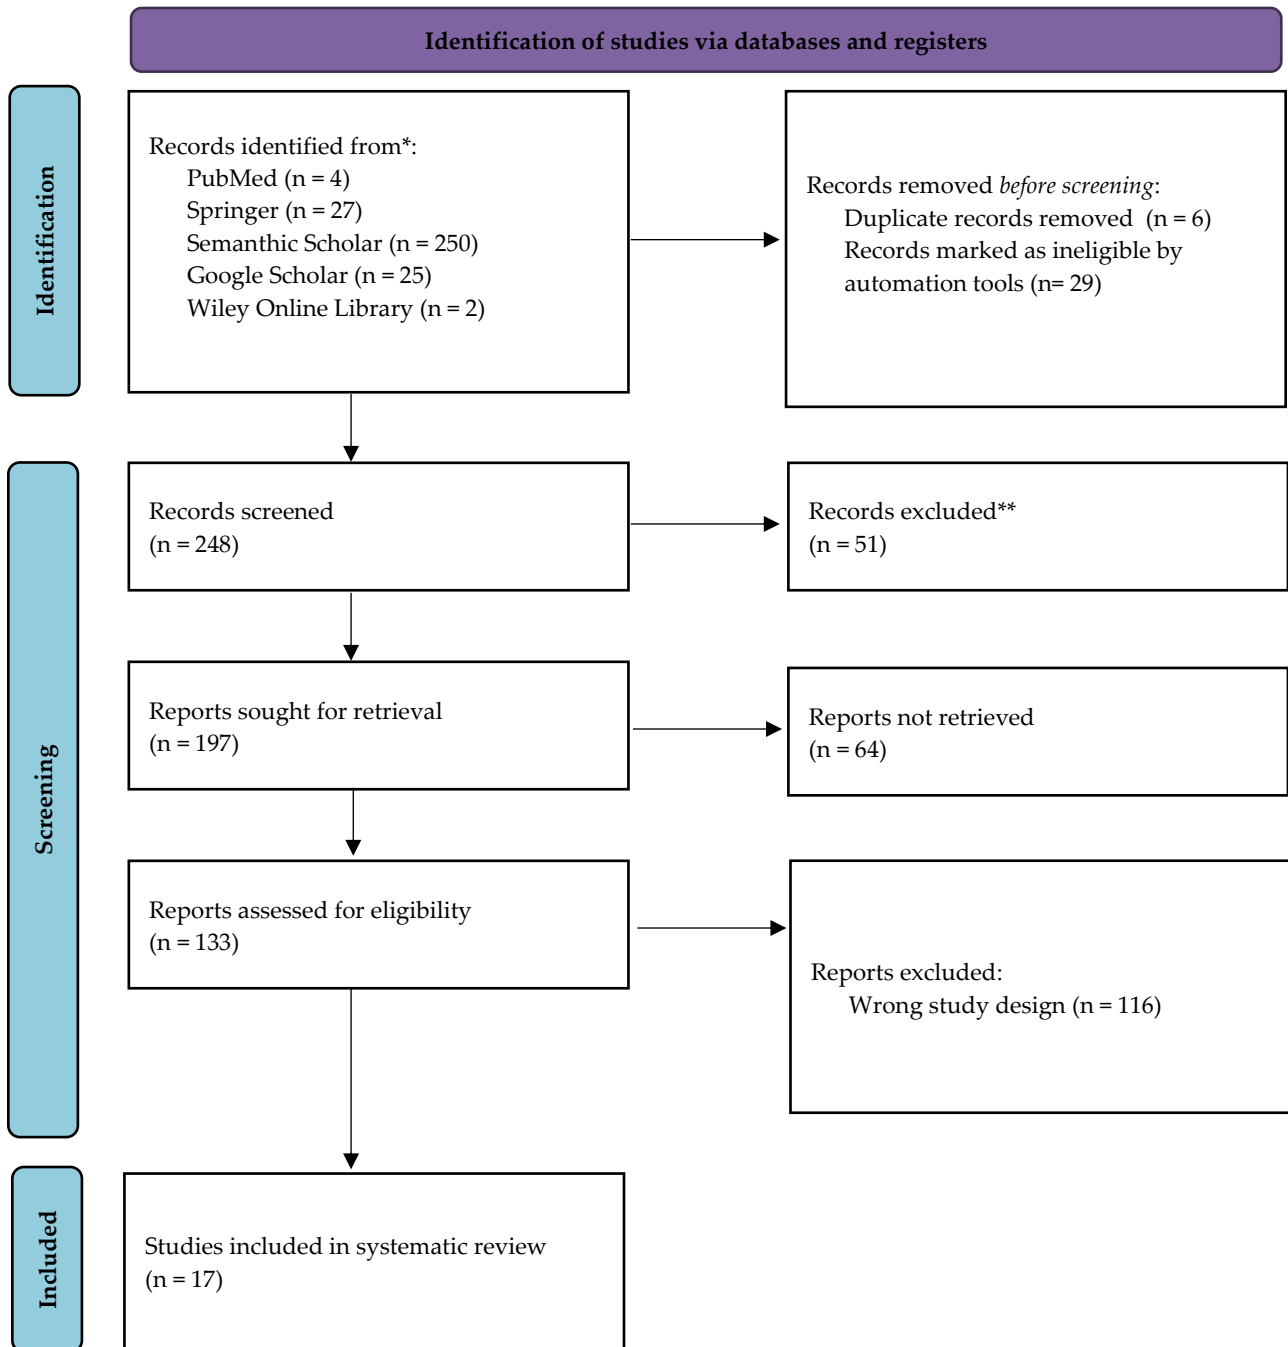 Identification of studies via databases and registers
Identification
Records identified from*:
PubMed (n = 4)
Springer (n = 27)
Semanthic Scholar (n = 250)
Google Scholar (n = 25)
Wiley Online Library (n = 2)
Records removed before screening:
Duplicate records removed (n = 6)
Records marked as ineligible by
automation tools (n= 29)
Screening
Records screened
(n = 248)
Records excluded**
(n = 51)
Reports sought for retrieval
(n = 197)
Reports not retrieved
(n = 64)
Reports assessed for eligibility
(n = 133)
Reports excluded:
Wrong study design (n = 116)
Included
Studies included in systematic review
(n = 17)